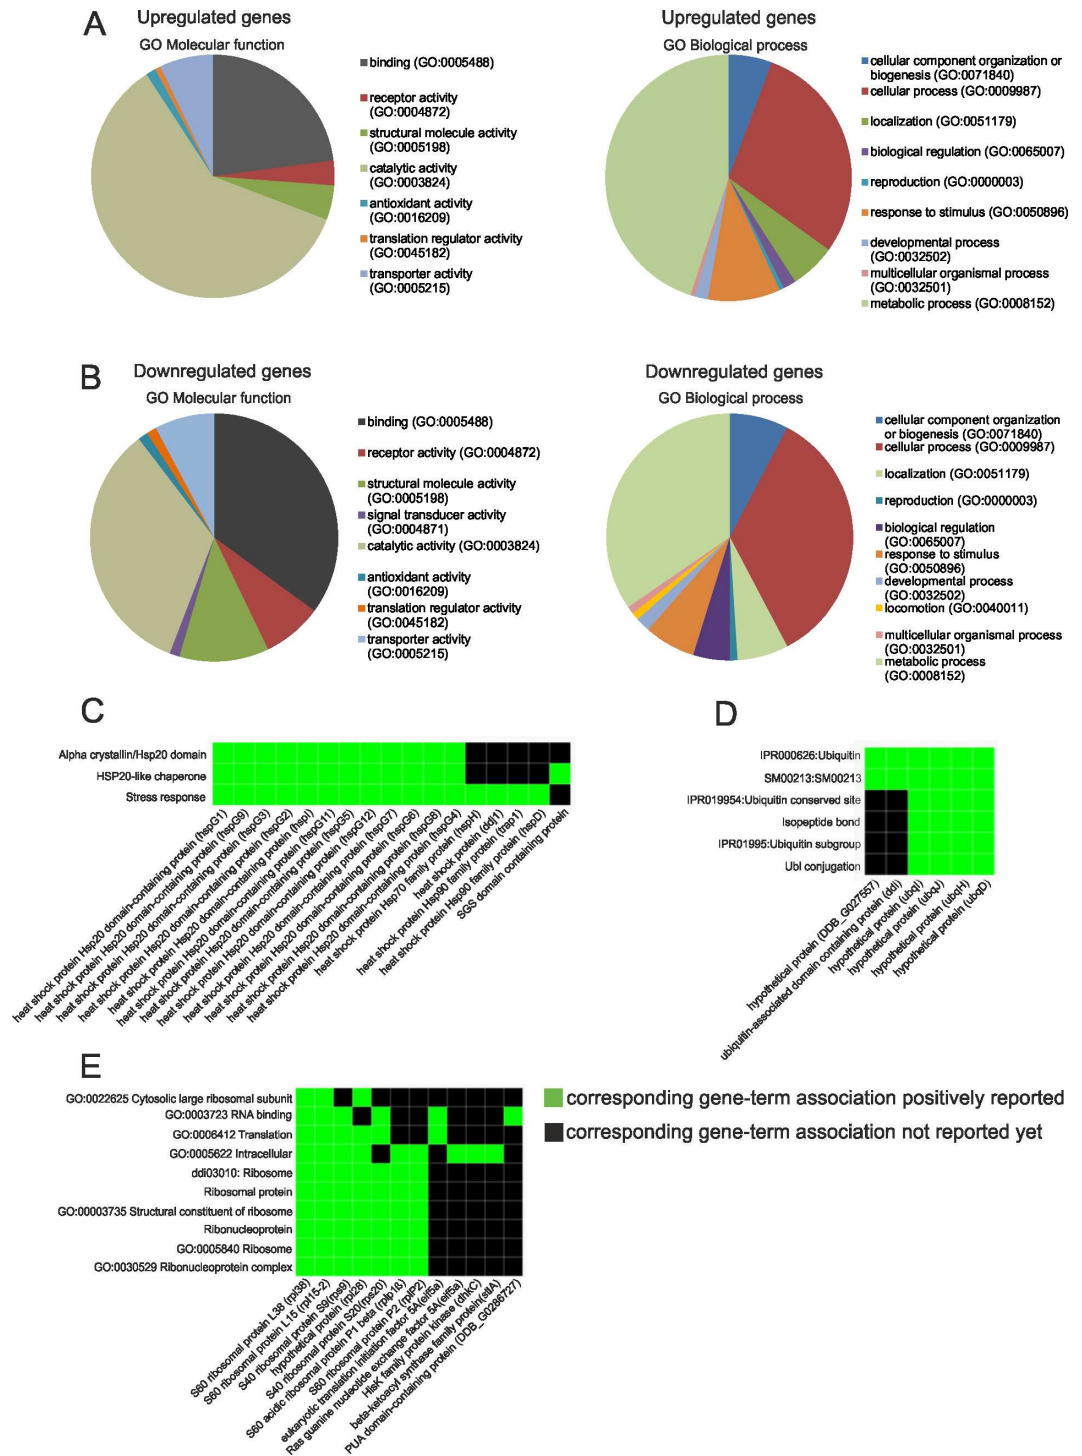 A
Upregulated genes
GO Molecular function
binding (GO:0005488)
receptor activity
(GO:0004872)
structural molecule activity
(GO:0005198)
catalytic activity
(GO:0003824)
antioxidant activity
(GO:0016209)
translation regulator activity
(GO:0045182)
transporter activity
(GO:0005215)
Upregulated genes
GO Biological process
cellular component organization or
biogenesis (GO:0071840)
cellular process (GO:0009987)
localization (GO:0051179)
biological regulation (GO:0065007)
reproduction (GO:0000003)
response to stimulus (GO:0050896)
developmental process
(GO:0032502)
multicellular organismal process
(GO:0032501)
metabolic process (GO:0008152)
B
Downregulated genes
GO Molecular function
binding (GO:0005488)
receptor activity (GO:0004872)
structural molecule activity
(GO:0005198)
signal transducer activity
(GO:0004871)
catalytic activity (GO:0003824)
antioxidant activity
(GO:0016209)
translation regulator activity
(GO:0045182)
transporter activity
(GO:0005215)
Downregulated genes
GO Biological process
cellular component organization
or biogenesis (GO:0071840)
cellular process (GO:0009987)
localization (GO:0051179)
reproduction (GO:0000003)
biological regulation
(GO:0065007)
response to stimulus
(GO:0050896)
developmental process
(GO:0032502)
locomotion (GO:0040011)
multicellular organismal process
(GO:0032501)
metabolic process
(GO:0008152)
C
Alpha crystallin/Hsp20 domain
HSP20-like chaperone
Stress response
heat shock protein Hsp20 domain-containing protein (hspG1)
heat shock protein Hsp20 domain-containing protein (hspG9)
heat shock protein Hsp20 domain-containing protein (hspG3)
heat shock protein Hsp20 domain-containing protein (hspG2)
heat shock protein Hsp20 domain-containing protein (hspI)
heat shock protein Hsp20 domain-containing protein (hspG11)
heat shock protein Hsp20 domain-containing protein (hspG5)
heat shock protein Hsp20 domain-containing protein (hspG12)
heat shock protein Hsp20 domain-containing protein (hspG7)
heat shock protein Hsp20 domain-containing protein (hspG6)
heat shock protein Hsp20 domain-containing protein (hspG8)
heat shock protein Hsp20 domain-containing protein (hspG4)
heat shock protein Hsp70 family protein (hspH)
heat shock protein (ddj1)
heat shock protein Hsp90 family protein (trap1)
heat shock protein Hsp90 family protein (hspD)
SGS domain containing protein
D
IPR000626:Ubiquitin
SM00213:SM00213
IPR019954:Ubiquitin conserved site
Isopeptide bond
IPR01995:Ubiquitin subgroup
Ubl conjugation
hypothetical protein (DDB_G027557)
ubiquitin-associated domain containing protein (ddi)
hypothetical protein (ubqI)
hypothetical protein (ubqJ)
hypothetical protein (ubqH)
hypothetical protein (ubqD)
E
GO:0022625 Cytosolic large ribosomal subunit
GO:0003723 RNA binding
GO:0006412 Translation
GO:0005622 Intracellular
ddi03010: Ribosome
Ribosomal protein
GO:00003735 Structural constituent of ribosome
Ribonucleoprotein
GO:0005840 Ribosome
GO:0030529 Ribonucleoprotein complex
S60 ribosomal protein L38 (rpl38)
S60 ribosomal protein L15 (rpl15-2)
S40 ribosomal protein S9(rps9)
hypothetical protein (rpl28)
S40 ribosomal protein S20(rps20)
S60 acidic ribosomal protein P1 beta (rplp1ß)
S60 ribosomal protein P2 (rplP2)
eukaryotic translation initiation factor 5A(eif5a)
Ras guanine nucleotide exchange factor 5A(eif5a)
HisK family protein kinase (dhkC)
beta-ketoacyl synthase family protein(stlA)
PUA domain-containing protein (DDB_G0286727)
corresponding gene-term association positively reported
corresponding gene-term association not reported yet